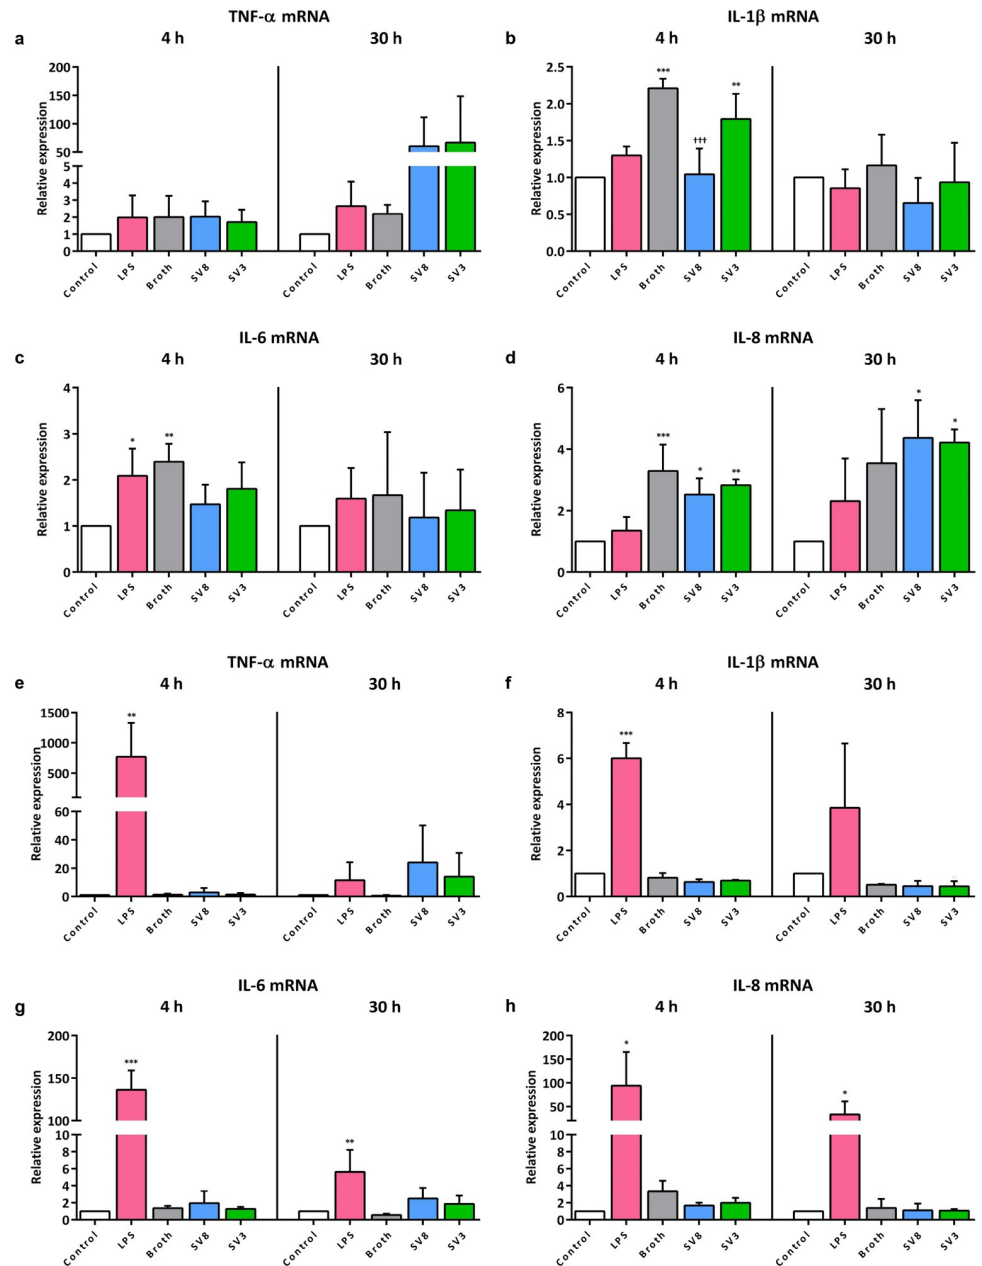 TNF-α mRNA
a
4 h
30 h
Relative expression
200
150
100
50
5
4
3
2
1
0
Control
LPS
Broth
SV8
SV3
Control
LPS
Broth
SV8
SV3
IL-1β mRNA
b
4 h
30 h
Relative expression
2.5
2.0
1.5
1.0
0.5
0.0
***
†††
**
Control
LPS
Broth
SV8
SV3
Control
LPS
Broth
SV8
SV3
IL-6 mRNA
c
4 h
30 h
Relative expression
4
3
2
1
0
*
**
Control
LPS
Broth
SV8
SV3
Control
LPS
Broth
SV8
SV3
IL-8 mRNA
d
4 h
30 h
Relative expression
6
4
2
0
***
*
**
*
*
Control
LPS
Broth
SV8
SV3
Control
LPS
Broth
SV8
SV3
TNF-α mRNA
e
4 h
30 h
Relative expression
1500
1000
500
60
40
20
0
**
Control
LPS
Broth
SV8
SV3
Control
LPS
Broth
SV8
SV3
IL-1β mRNA
f
4 h
30 h
Relative expression
8
6
4
2
0
***
Control
LPS
Broth
SV8
SV3
Control
LPS
Broth
SV8
SV3
IL-6 mRNA
g
4 h
30 h
Relative expression
200
150
100
10
8
6
4
2
0
***
**
Control
LPS
Broth
SV8
SV3
Control
LPS
Broth
SV8
SV3
IL-8 mRNA
h
4 h
30 h
Relative expression
200
150
100
50
10
8
6
4
2
0
*
*
Control
LPS
Broth
SV8
SV3
Control
LPS
Broth
SV8
SV3